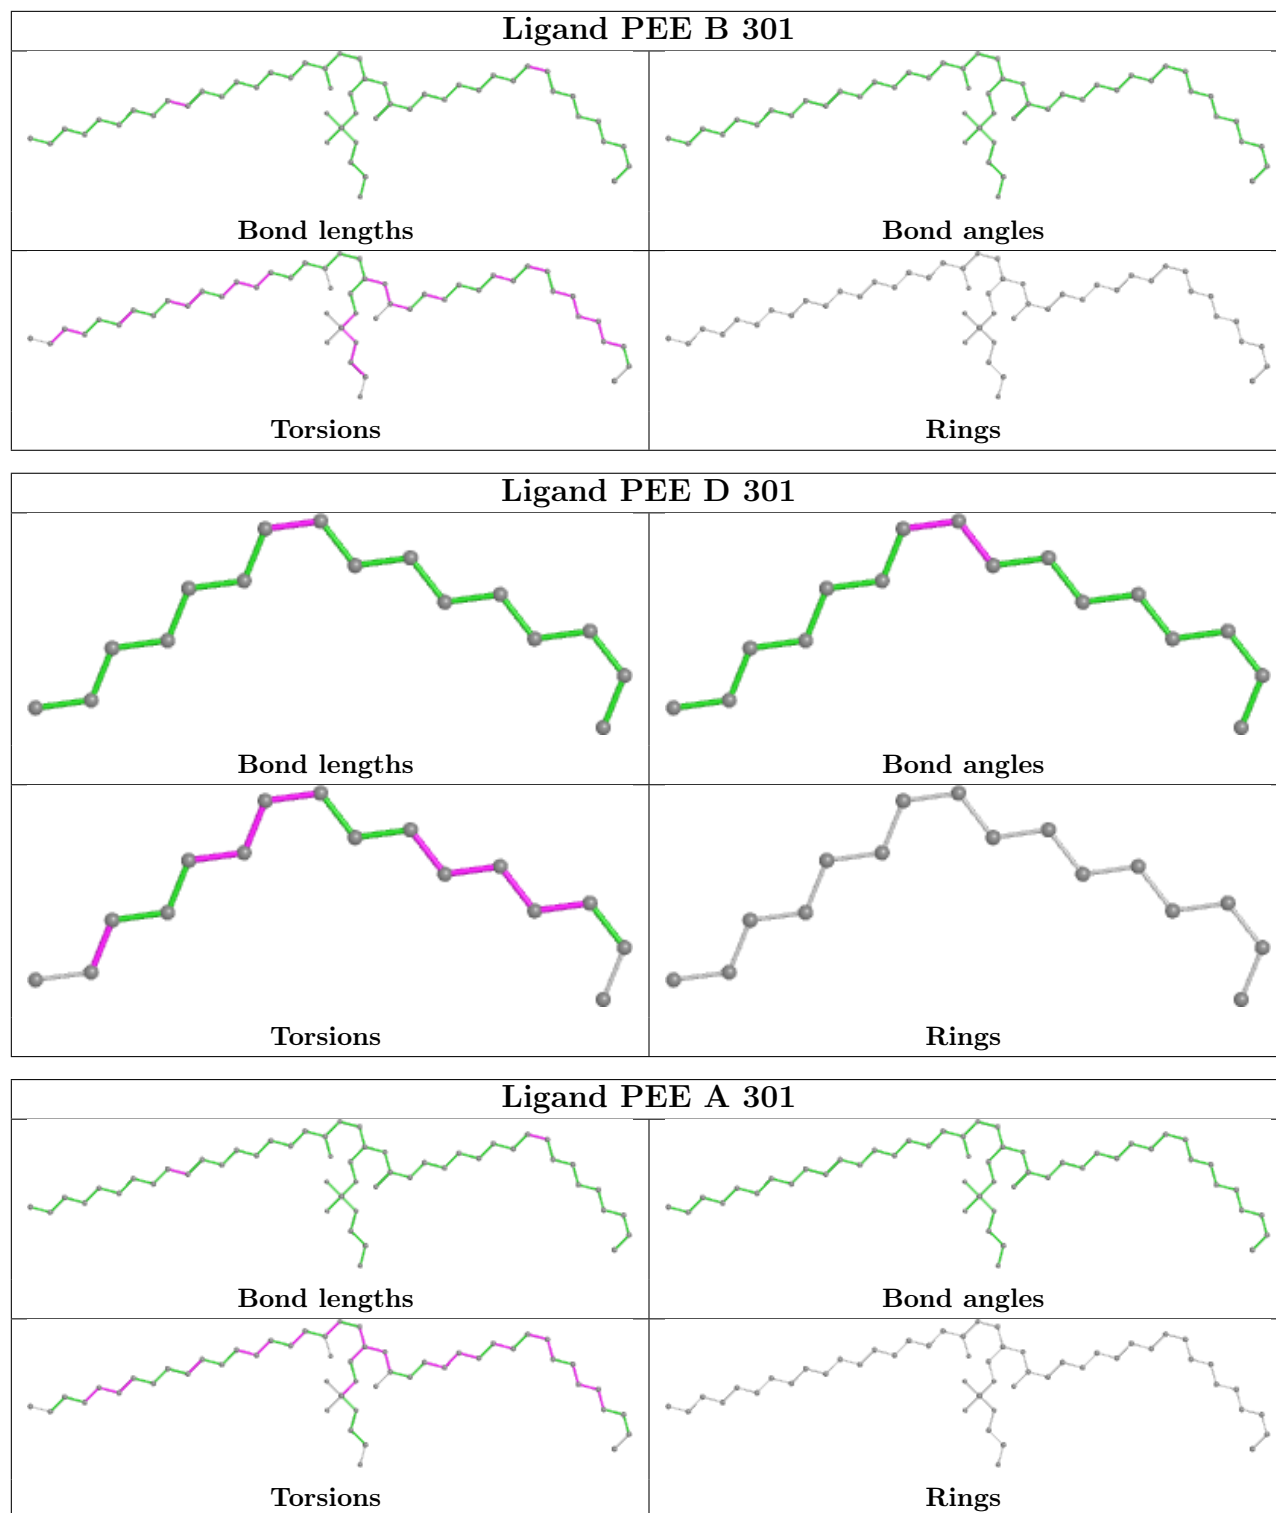 Ligand PEE B 301
Bond lengths
Bond angles
Torsions
Rings
Ligand PEE D 301
Bond lengths
Bond angles
Torsions
Rings
Ligand PEE A 301
Bond lengths
Bond angles
Torsions
Rings